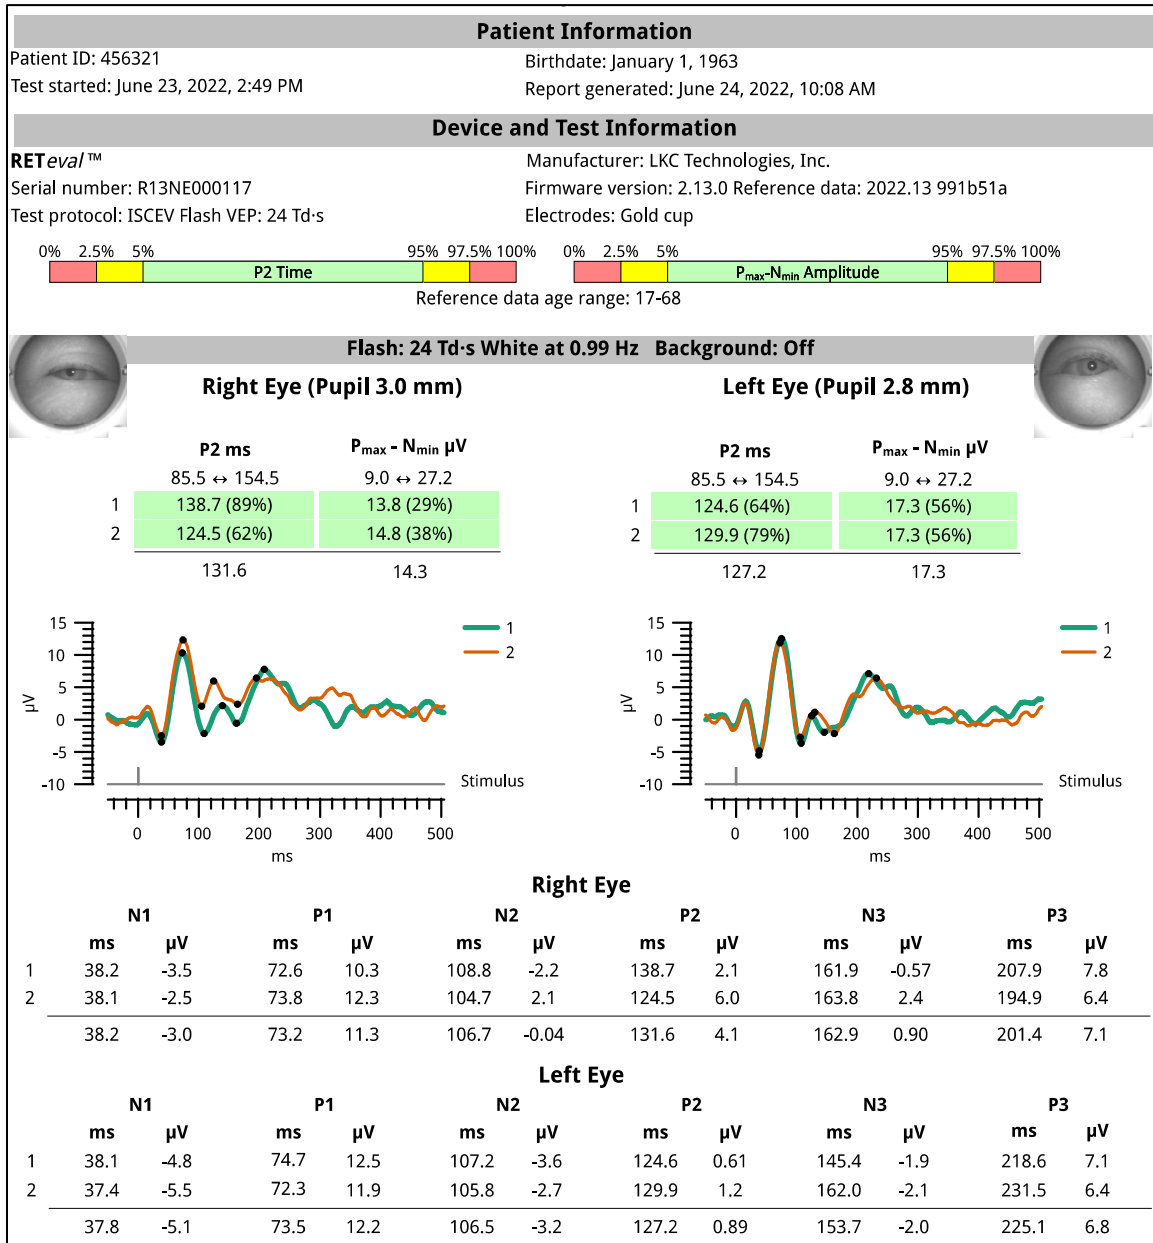 Patient Information
Patient ID: 456321
Birthdate: January 1, 1963
Test started: June 23, 2022, 2:49 PM
Report generated: June 24, 2022, 10:08 AM
Device and Test Information
RETeval ™
Manufacturer: LKC Technologies, Inc.
Serial number: R13NE000117
Firmware version: 2.13.0 Reference data: 2022.13 991b51a
Test protocol: ISCEV Flash VEP: 24 Td·s
Electrodes: Gold cup
0% 2.5% 5% 95% 97.5% 100%
P2 Time
0% 2.5% 5% 95% 97.5% 100%
Pmax-Nmin Amplitude
Reference data age range: 17-68
Flash: 24 Td·s White at 0.99 Hz Background: Off
Right Eye (Pupil 3.0 mm)
P2 ms Pmax - Nmin µV
85.5 ↔ 154.5 9.0 ↔ 27.2
1 138.7 (89%) 13.8 (29%)
2 124.5 (62%) 14.8 (38%)
131.6 14.3
Left Eye (Pupil 2.8 mm)
P2 ms Pmax - Nmin µV
85.5 ↔ 154.5 9.0 ↔ 27.2
1 124.6 (64%) 17.3 (56%)
2 129.9 (79%) 17.3 (56%)
127.2 17.3
15
10
5
0
-5
-10
µV
1
2
Stimulus
0 100 200 300 400 500
ms
15
10
5
0
-5
-10
µV
1
2
Stimulus
0 100 200 300 400 500
ms
Right Eye
N1 P1 N2 P2 N3 P3
ms µV ms µV ms µV ms µV ms µV ms µV
1 38.2 -3.5 72.6 10.3 108.8 -2.2 138.7 2.1 161.9 -0.57 207.9 7.8
2 38.1 -2.5 73.8 12.3 104.7 2.1 124.5 6.0 163.8 2.4 194.9 6.4
38.2 -3.0 73.2 11.3 106.7 -0.04 131.6 4.1 162.9 0.90 201.4 7.1
Left Eye
N1 P1 N2 P2 N3 P3
ms µV ms µV ms µV ms µV ms µV ms µV
1 38.1 -4.8 74.7 12.5 107.2 -3.6 124.6 0.61 145.4 -1.9 218.6 7.1
2 37.4 -5.5 72.3 11.9 105.8 -2.7 129.9 1.2 162.0 -2.1 231.5 6.4
37.8 -5.1 73.5 12.2 106.5 -3.2 127.2 0.89 153.7 -2.0 225.1 6.8